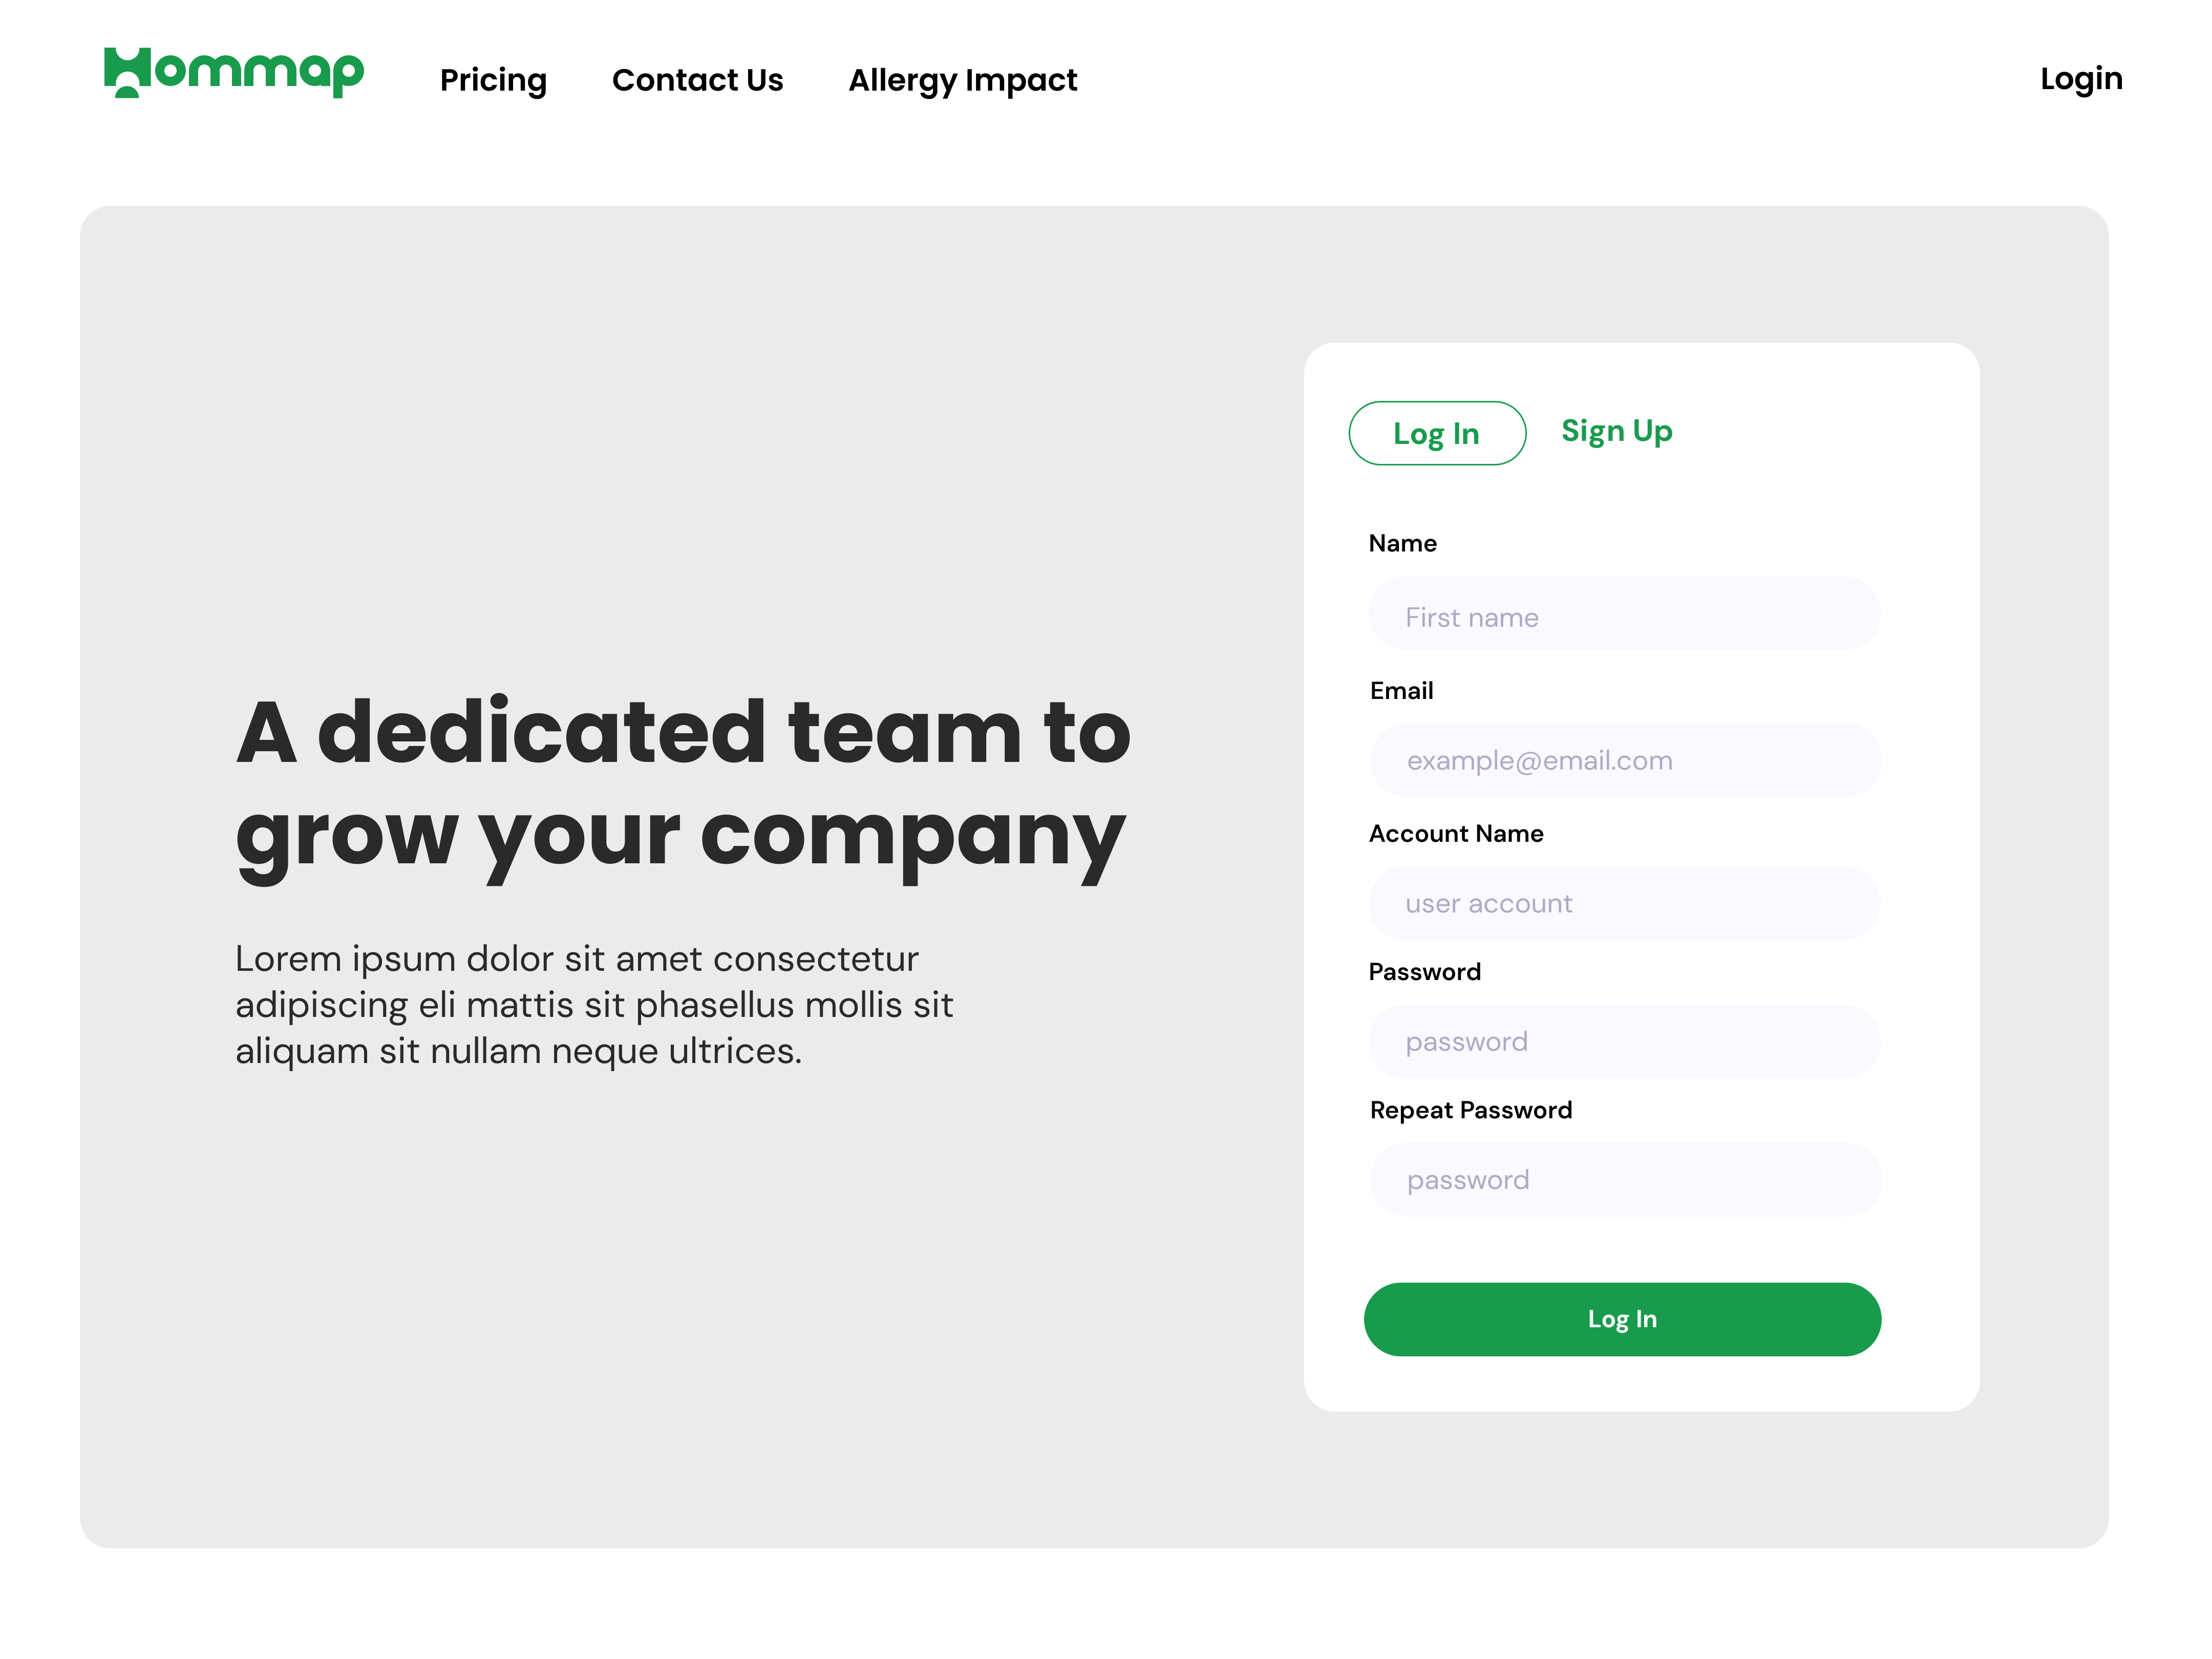 Hommap
Pricing
Contact Us
Allergy Impact
Login
A dedicated team to
grow your company
Lorem ipsum dolor sit amet consectetur
adipiscing eli mattis sit phasellus mollis sit
aliquam sit nullam neque ultrices.
Log In
Sign Up
Name
First name
Email
example@email.com
Account Name
user account
Password
password
Repeat Password
password
Log In